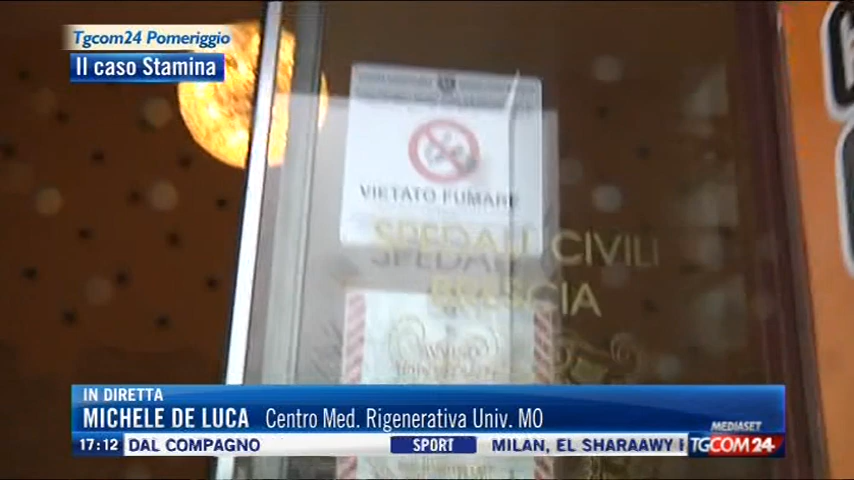 Tgcom24 Pomeriggio
Il caso Stamina
VIETATO FUMARE
SPEDALI CIVILI
BRESCIA
AVVISO
IN DIRETTA
MICHELE DE LUCA Centro Med. Rigenerativa Univ. MO
MEDIASET
17:12 DAL COMPAGNO SPORT MILAN, EL SHARAAWY TGCOM24